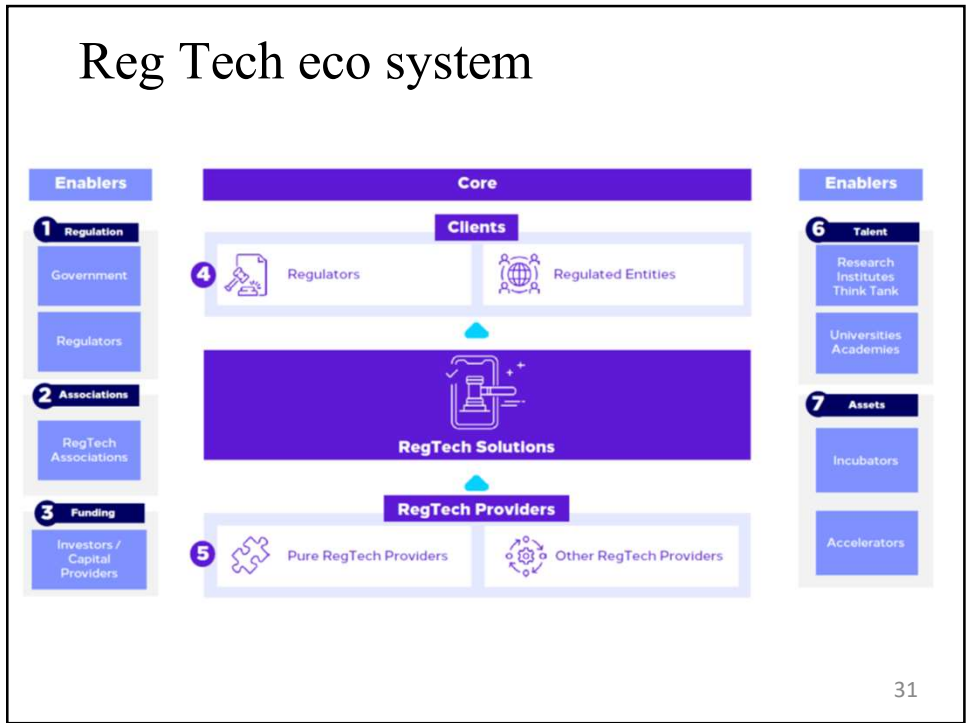 Reg Tech eco system
Enablers
1 Regulation
Government
Regulators
2 Associations
RegTech
Associations
3 Funding
Investors /
Capital
Providers
Core
Clients
4 Regulators
Regulated Entities
RegTech Solutions
RegTech Providers
5 Pure RegTech Providers
Other RegTech Providers
Enablers
6 Talent
Research
Institutes
Think Tank
Universities
Academies
7 Assets
Incubators
Accelerators
31